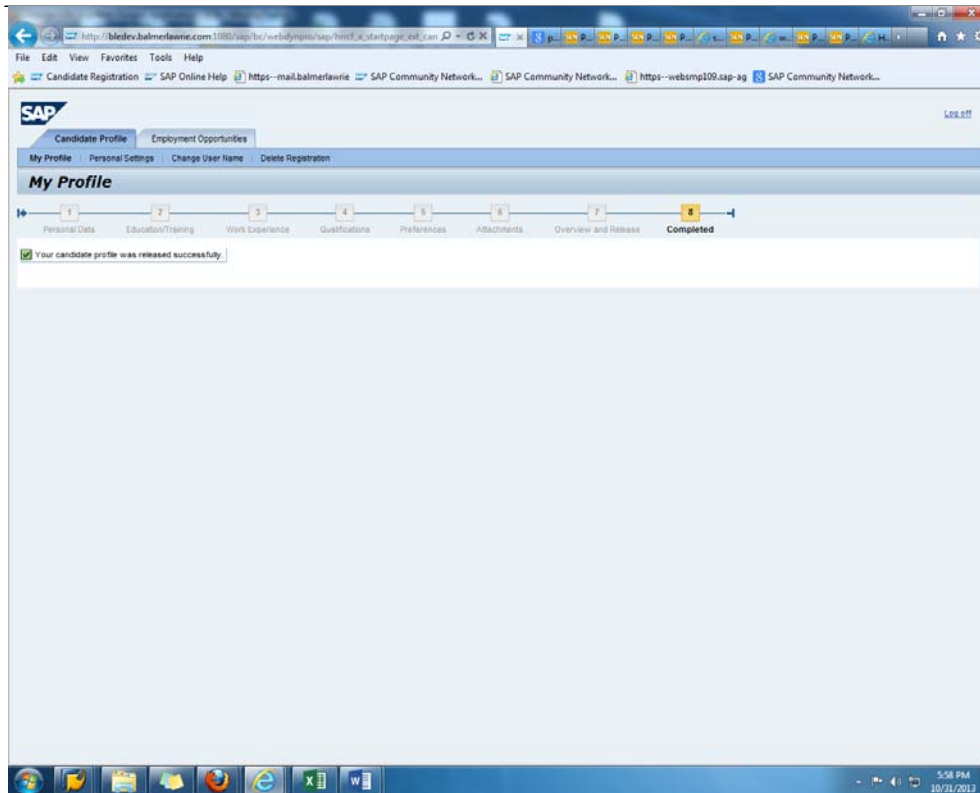 http://bledev.balmerlawrie.com:1080/sap/bc/webdynpro/sap/hrrcf_a_startpage_ext_can
File Edit View Favorites Tools Help
Candidate Registration SAP Online Help https--mail.balmerlawrie SAP Community Network... SAP Community Network... https--websmp109.sap-ag SAP Community Network...
SAP
Log off
Candidate Profile Employment Opportunities
My Profile Personal Settings Change User Name Delete Registration
My Profile
1 2 3 4 5 6 7 8
Personal Data Education/Training Work Experience Qualifications Preferences Attachments Overview and Release Completed
Your candidate profile was released successfully.
5:58 PM
10/31/2013